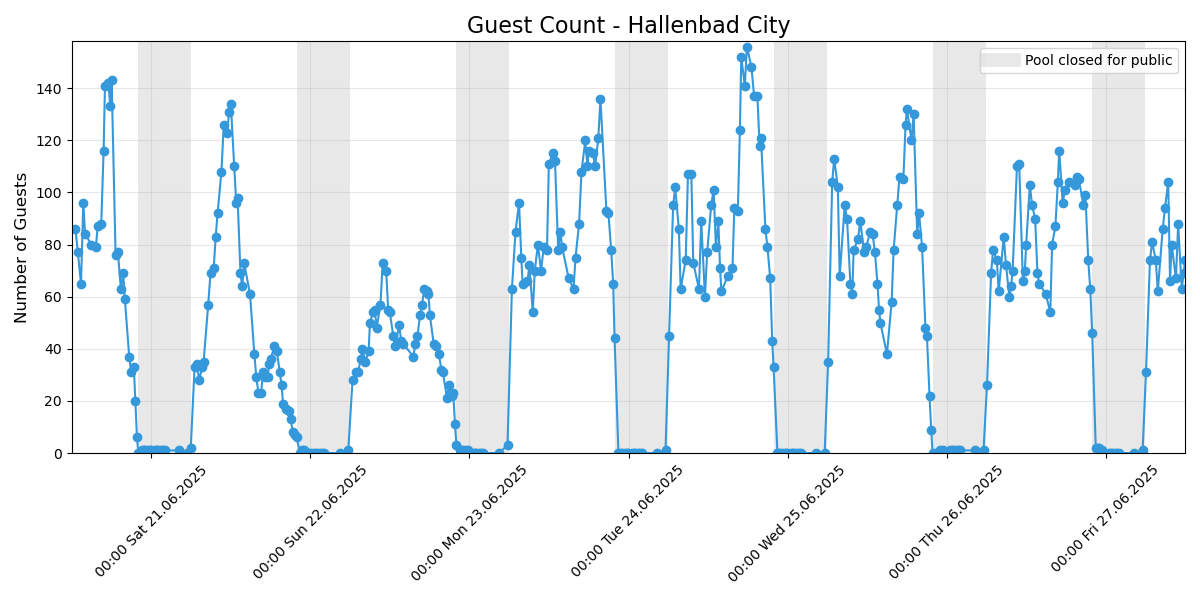 Guest Count - Hallenbad City
Pool closed for public
Number of Guests
140
120
100
80
60
40
20
0
00:00 Sat 21.06.2025
00:00 Sun 22.06.2025
00:00 Mon 23.06.2025
00:00 Tue 24.06.2025
00:00 Wed 25.06.2025
00:00 Thu 26.06.2025
00:00 Fri 27.06.2025